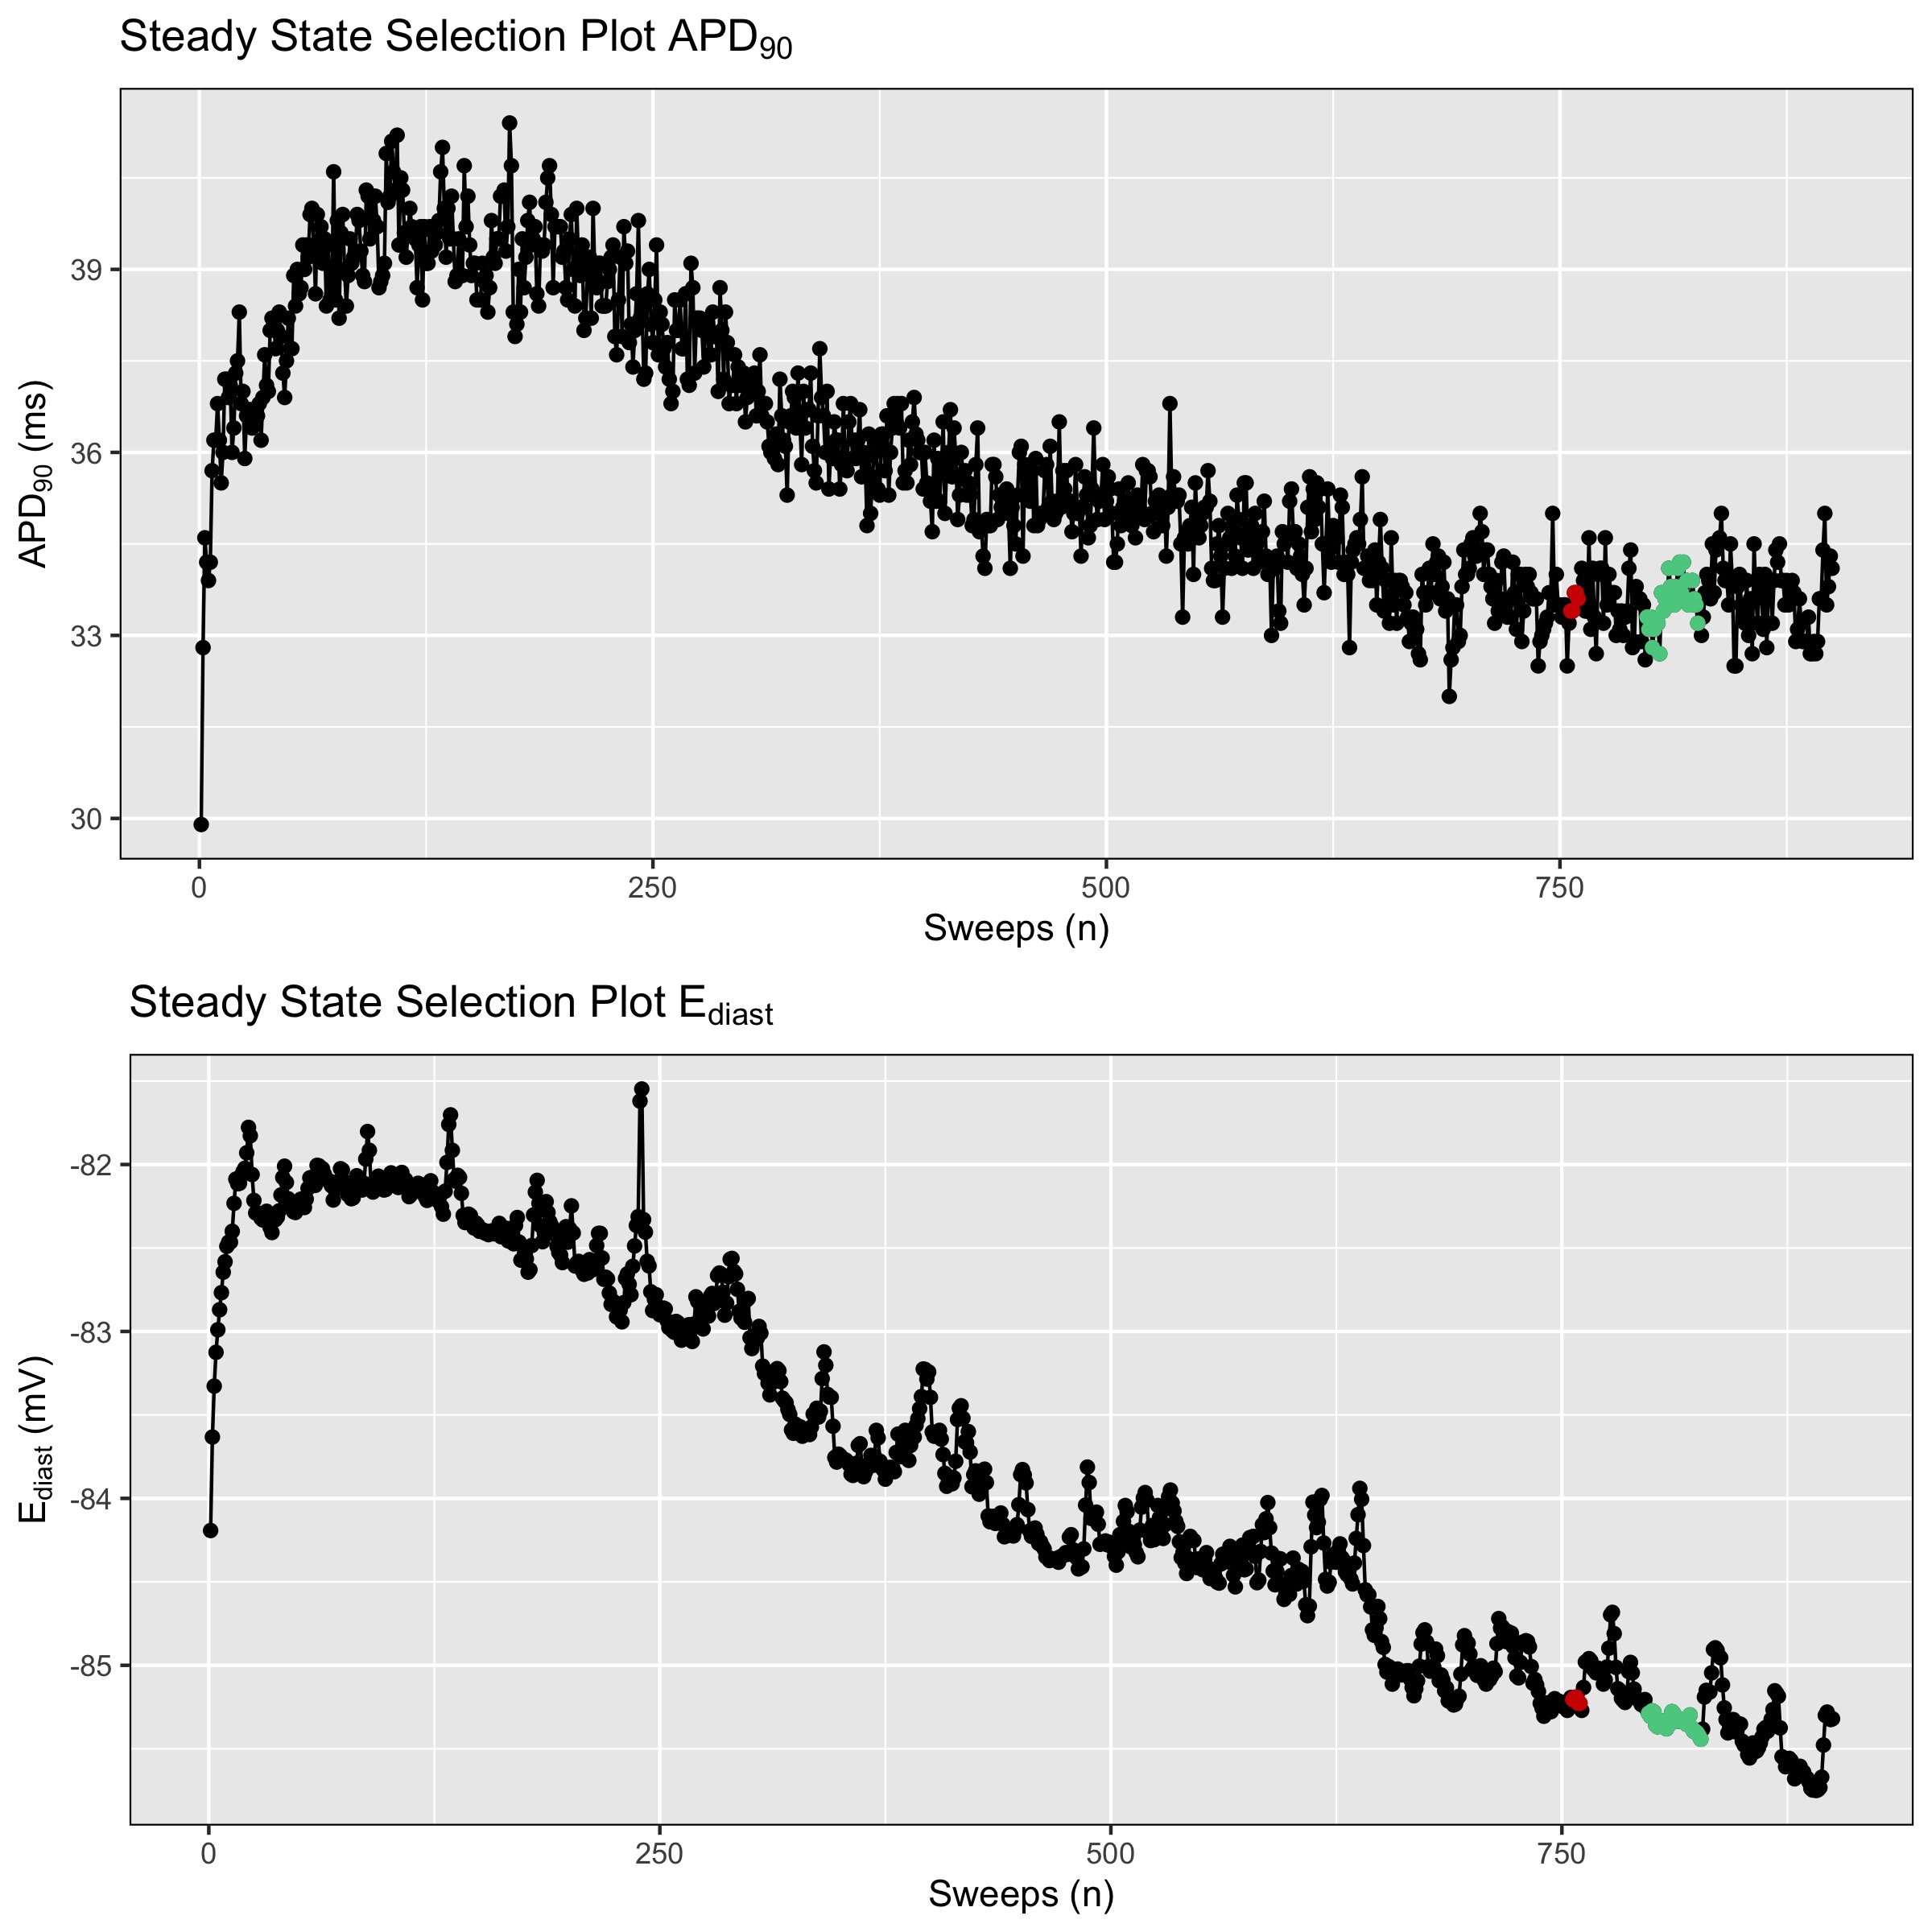 Steady State Selection Plot APD90
39
36
33
30
APD90 (ms)
0 250 500 750
Sweeps (n)
Steady State Selection Plot Ediast
-82
-83
-84
-85
Ediast (mV)
0 250 500 750
Sweeps (n)